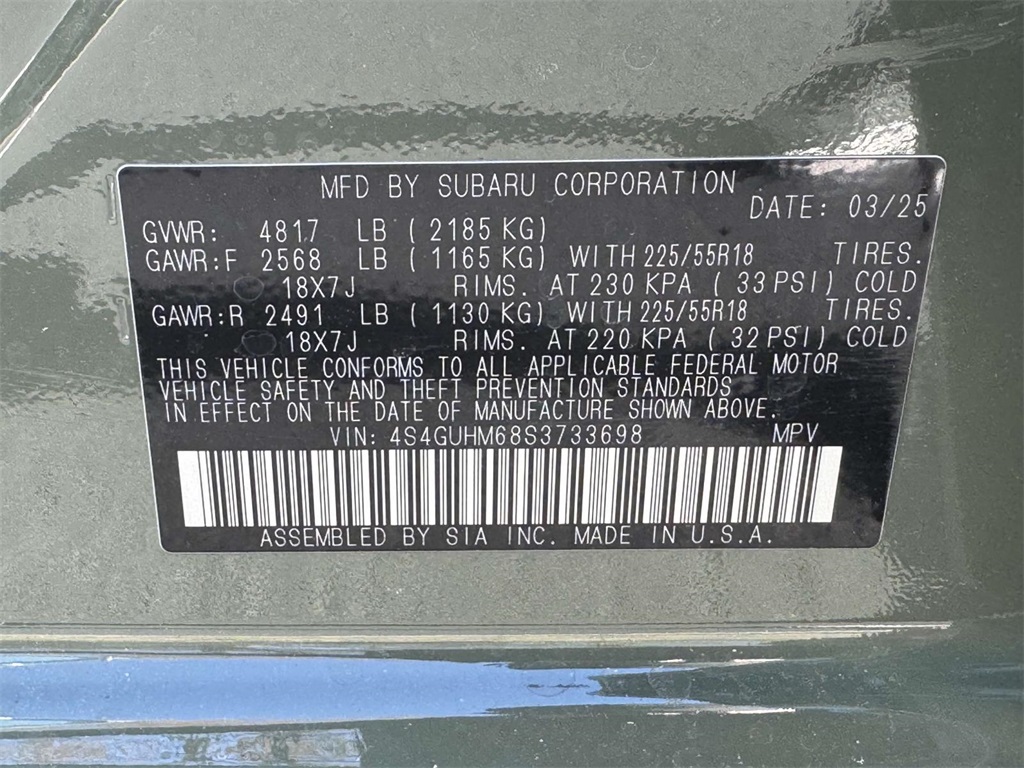 MFD BY SUBARU CORPORATION
DATE: 03/25
GVWR: 4817 LB ( 2185 KG)
GAWR:F 2568 LB ( 1165 KG) WITH 225/55R18 TIRES.
18X7J RIMS. AT 230 KPA ( 33 PSI) COLD
GAWR:R 2491 LB ( 1130 KG) WITH 225/55R18 TIRES.
18X7J RIMS. AT 220 KPA ( 32 PSI) COLD
THIS VEHICLE CONFORMS TO ALL APPLICABLE FEDERAL MOTOR
VEHICLE SAFETY AND THEFT PREVENTION STANDARDS
IN EFFECT ON THE DATE OF MANUFACTURE SHOWN ABOVE.
VIN: 4S4GUHM68S3733698 MPV
ASSEMBLED BY SIA INC. MADE IN U.S.A.